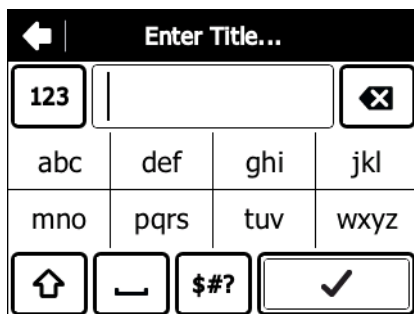 Enter Title...
123
abc def ghi jkl
mno pqrs tuv wxyz
$#?